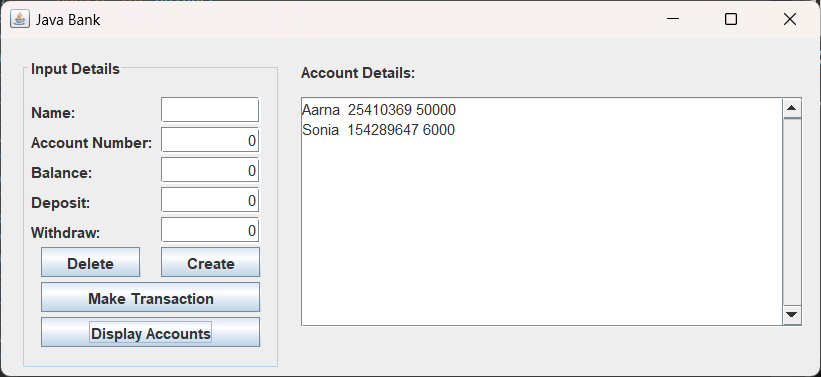 Java Bank
Input Details
Name:
Account Number: 0
Balance: 0
Deposit: 0
Withdraw: 0
Delete Create
Make Transaction
Display Accounts
Account Details:
Aarna  25410369 50000
Sonia  154289647 6000